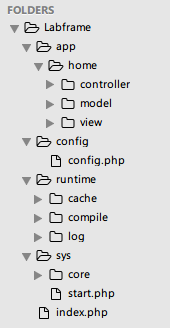 FOLDERS
Labframe
app
home
controller
model
view
config
config.php
runtime
cache
compile
log
sys
core
start.php
index.php